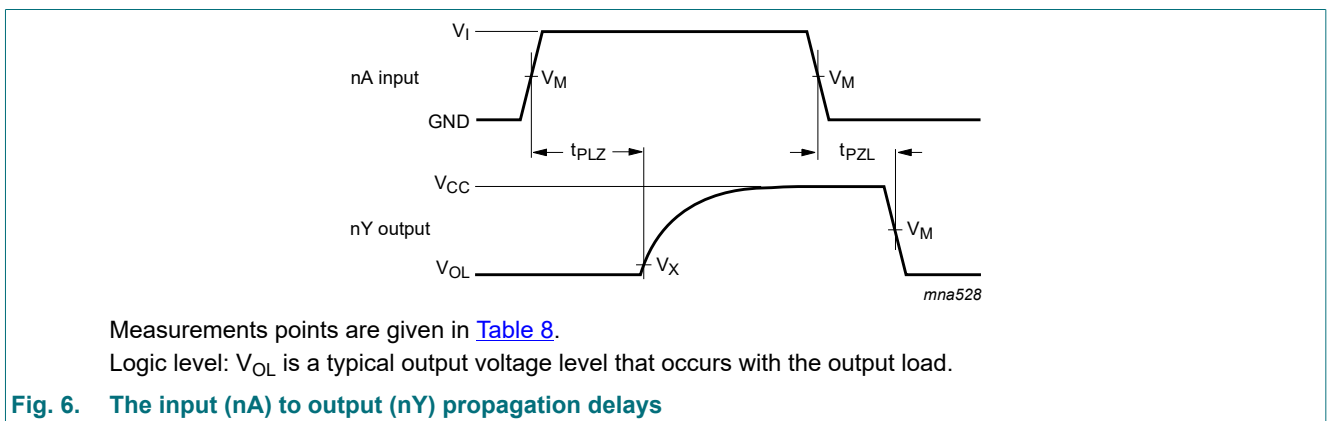 V_I
nA input
V_M
V_M
GND
t_PLZ
t_PZL
V_CC
nY output
V_M
V_OL
V_X
mna528
Measurements points are given in Table 8.
Logic level: V_OL is a typical output voltage level that occurs with the output load.
Fig. 6. The input (nA) to output (nY) propagation delays